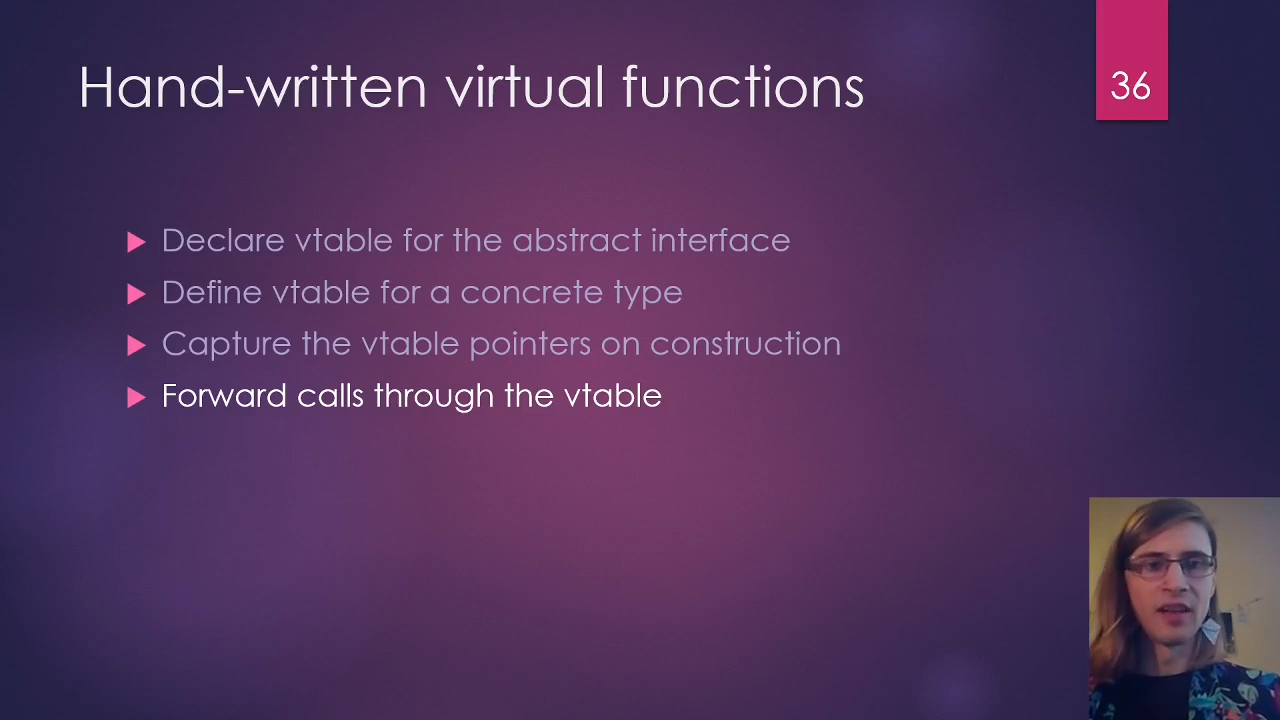 Hand-written virtual functions
36
Declare vtable for the abstract interface
Define vtable for a concrete type
Capture the vtable pointers on construction
Forward calls through the vtable